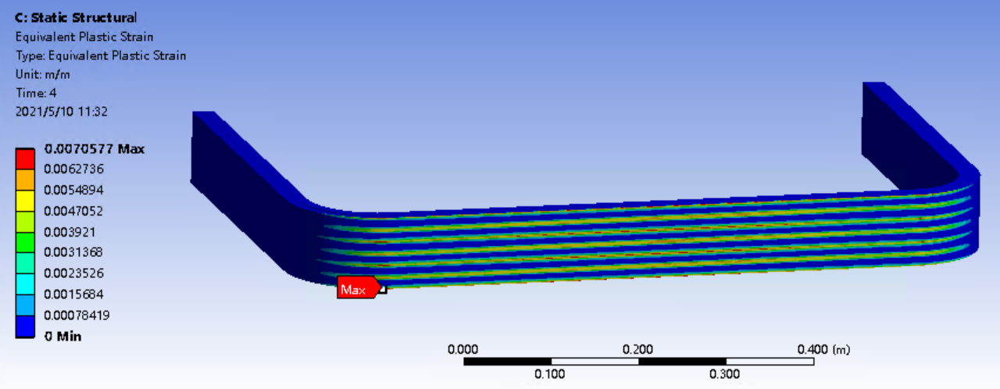 C: Static Structural
Equivalent Plastic Strain
Type: Equivalent Plastic Strain
Unit: m/m
Time: 4
2021/5/10 11:32
0.0070577 Max
0.0062736
0.0054894
0.0047052
0.003921
0.0031368
0.0023526
0.0015684
0.00078419
0 Min
Max
0.000 0.200 0.400 (m)
0.100 0.300